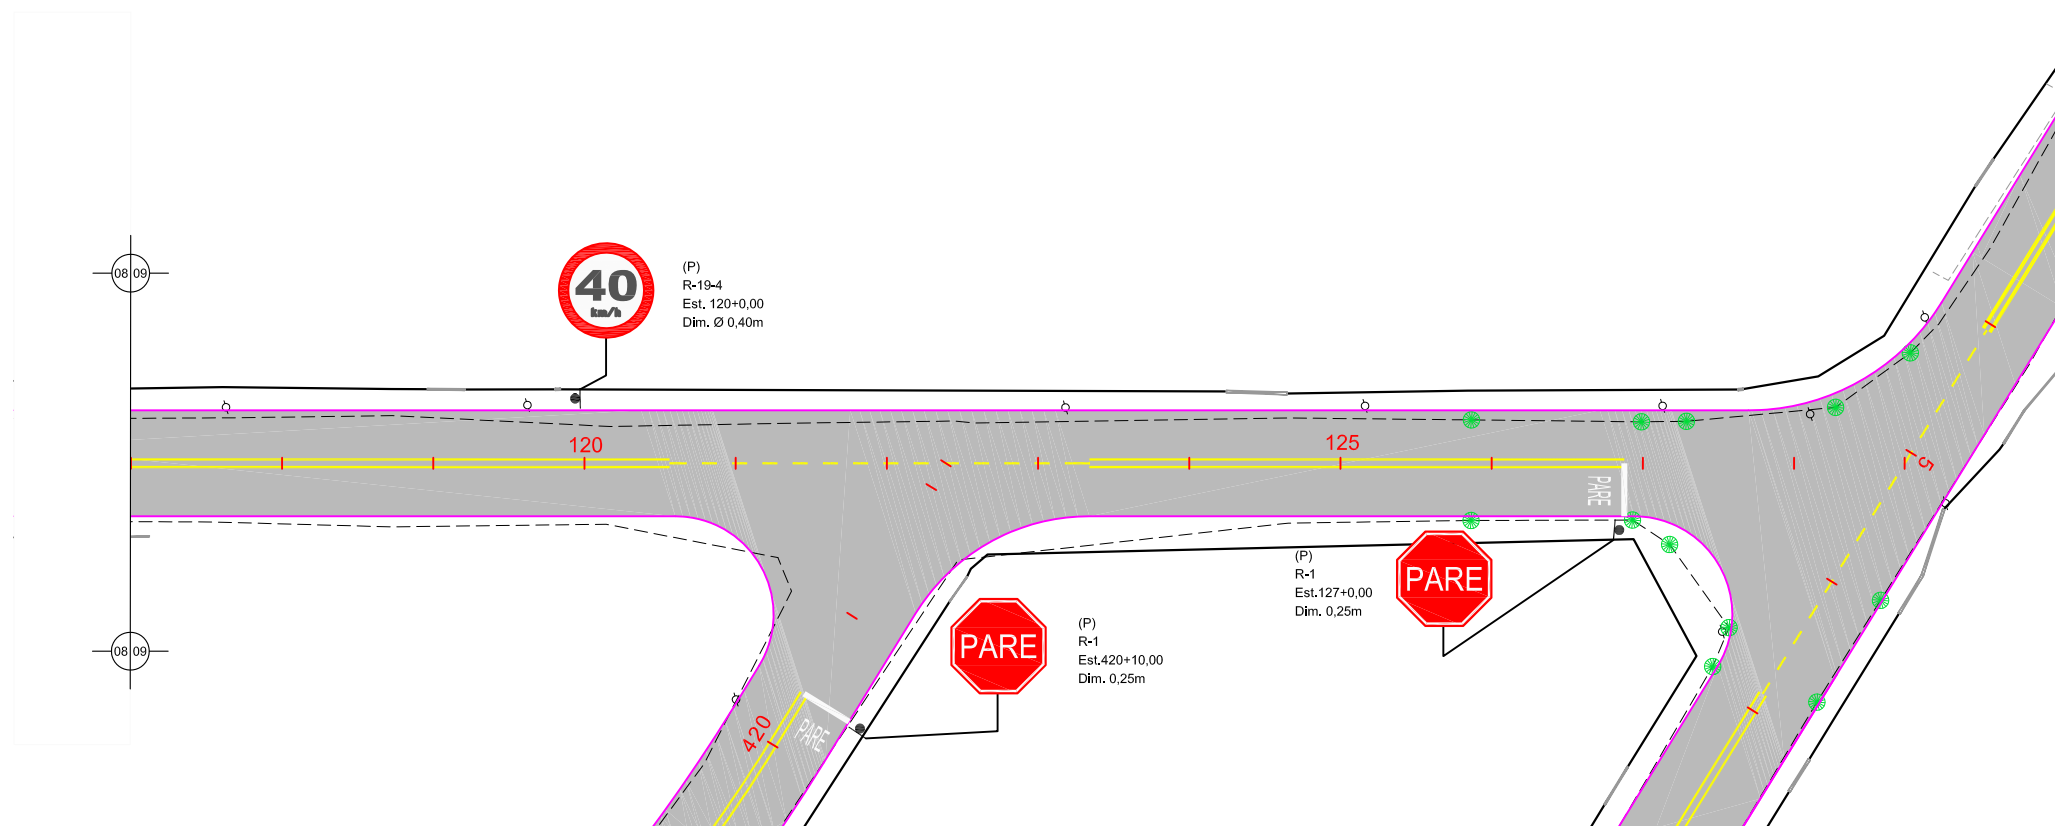 08 09
40
km/h
(P)
R-19-4
Est. 120+0,00
Dim. Ø 0,40m
120
125
5
PARE
(P)
R-1
Est.127+0,00
Dim. 0,25m
PARE
PARE
(P)
R-1
Est.420+10,00
Dim. 0,25m
08 09
420
PARE